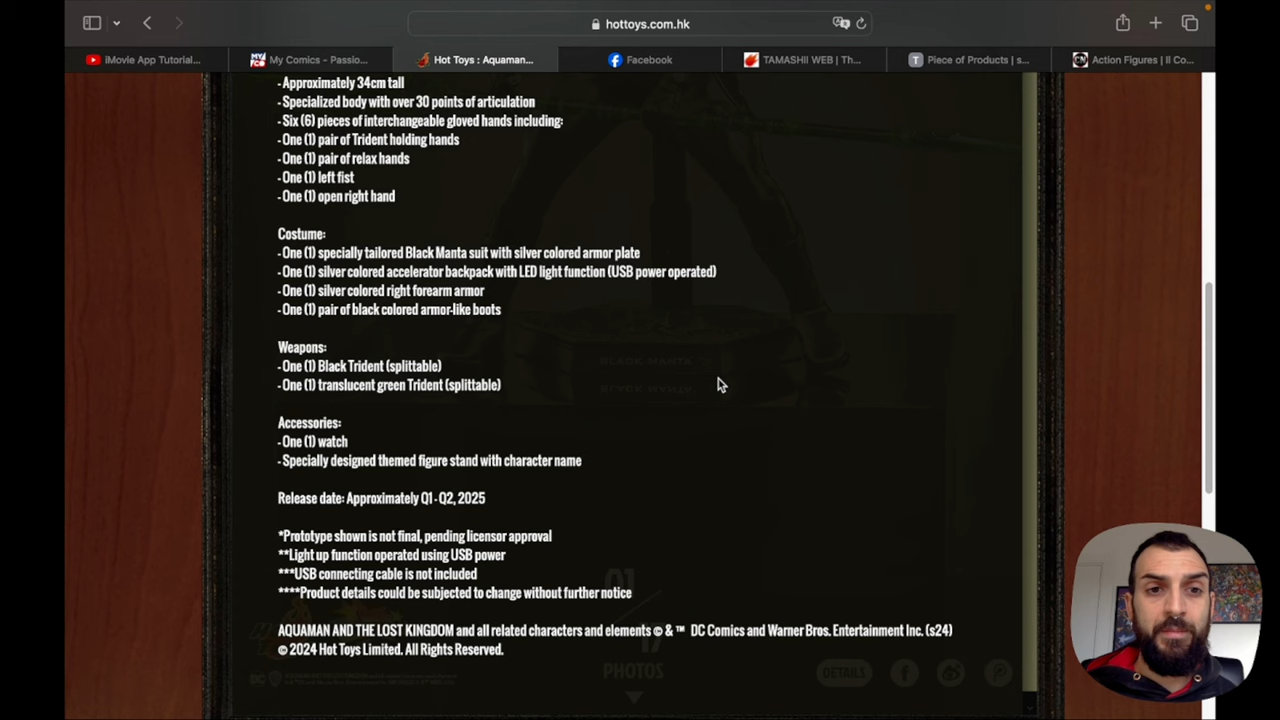 hottoys.com.hk
iMovie App Tutorial...
My Comics - Passio...
Hot Toys : Aquaman...
Facebook
TAMASHII WEB | Th...
Piece of Products | s...
Action Figures | Il Co...
- Approximately 34cm tall
- Specialized body with over 30 points of articulation
- Six (6) pieces of interchangeable gloved hands including:
- One (1) pair of Trident holding hands
- One (1) pair of relax hands
- One (1) left fist
- One (1) open right hand
Costume:
- One (1) specially tailored Black Manta suit with silver colored armor plate
- One (1) silver colored accelerator backpack with LED light function (USB power operated)
- One (1) silver colored right forearm armor
- One (1) pair of black colored armor-like boots
Weapons:
- One (1) Black Trident (splittable)
- One (1) translucent green Trident (splittable)
BLACK MANTA
Accessories:
- One (1) watch
- Specially designed themed figure stand with character name
Release date: Approximately Q1 - Q2, 2025
*Prototype shown is not final, pending licensor approval
**Light up function operated using USB power
***USB connecting cable is not included
****Product details could be subjected to change without further notice
01
17
AQUAMAN AND THE LOST KINGDOM and all related characters and elements © & ™ DC Comics and Warner Bros. Entertainment Inc. (s24)
© 2024 Hot Toys Limited. All Rights Reserved.
PHOTOS
DETAILS